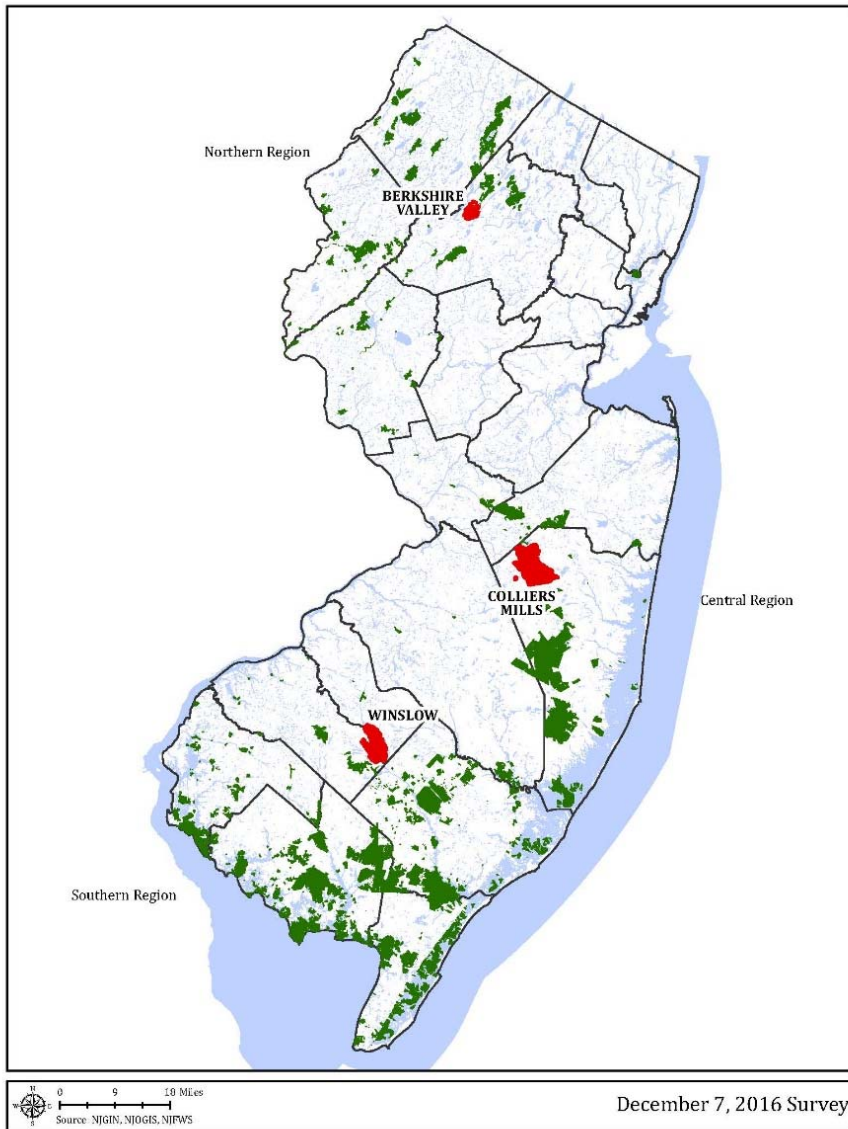 Northern Region
BERKSHIRE
VALLEY
COLLIERS
MILLS
Central Region
WINSLOW
Southern Region
N
W
E
S
0 9 18 Miles
Source NJGIN, NJOGIS, NJFWS
December 7, 2016 Survey